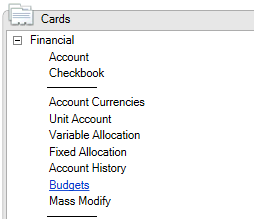 Cards
Financial
Account
Checkbook
Account Currencies
Unit Account
Variable Allocation
Fixed Allocation
Account History
Budgets
Mass Modify